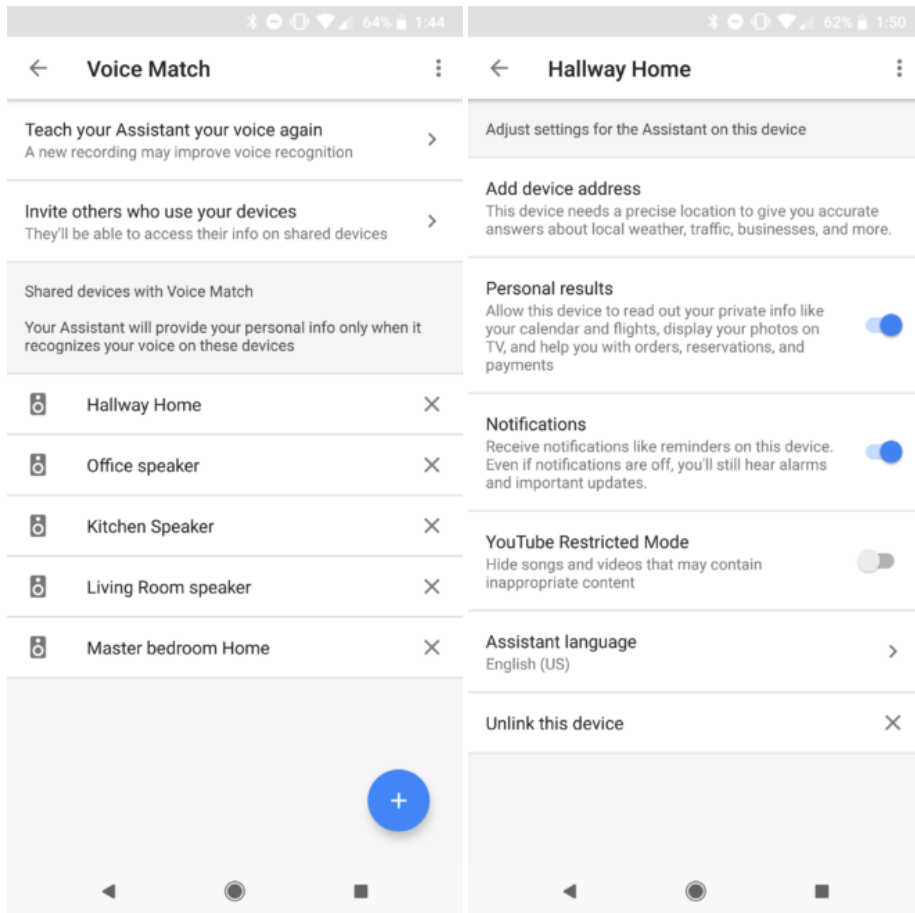 64% 1:44
Voice Match
Teach your Assistant your voice again
A new recording may improve voice recognition
Invite others who use your devices
They'll be able to access their info on shared devices
Shared devices with Voice Match
Your Assistant will provide your personal info only when it
recognizes your voice on these devices
Hallway Home
Office speaker
Kitchen Speaker
Living Room speaker
Master bedroom Home
62% 1:50
Hallway Home
Adjust settings for the Assistant on this device
Add device address
This device needs a precise location to give you accurate
answers about local weather, traffic, businesses, and more.
Personal results
Allow this device to read out your private info like
your calendar and flights, display your photos on
TV, and help you with orders, reservations, and
payments
Notifications
Receive notifications like reminders on this device.
Even if notifications are off, you'll still hear alarms
and important updates.
YouTube Restricted Mode
Hide songs and videos that may contain
inappropriate content
Assistant language
English (US)
Unlink this device